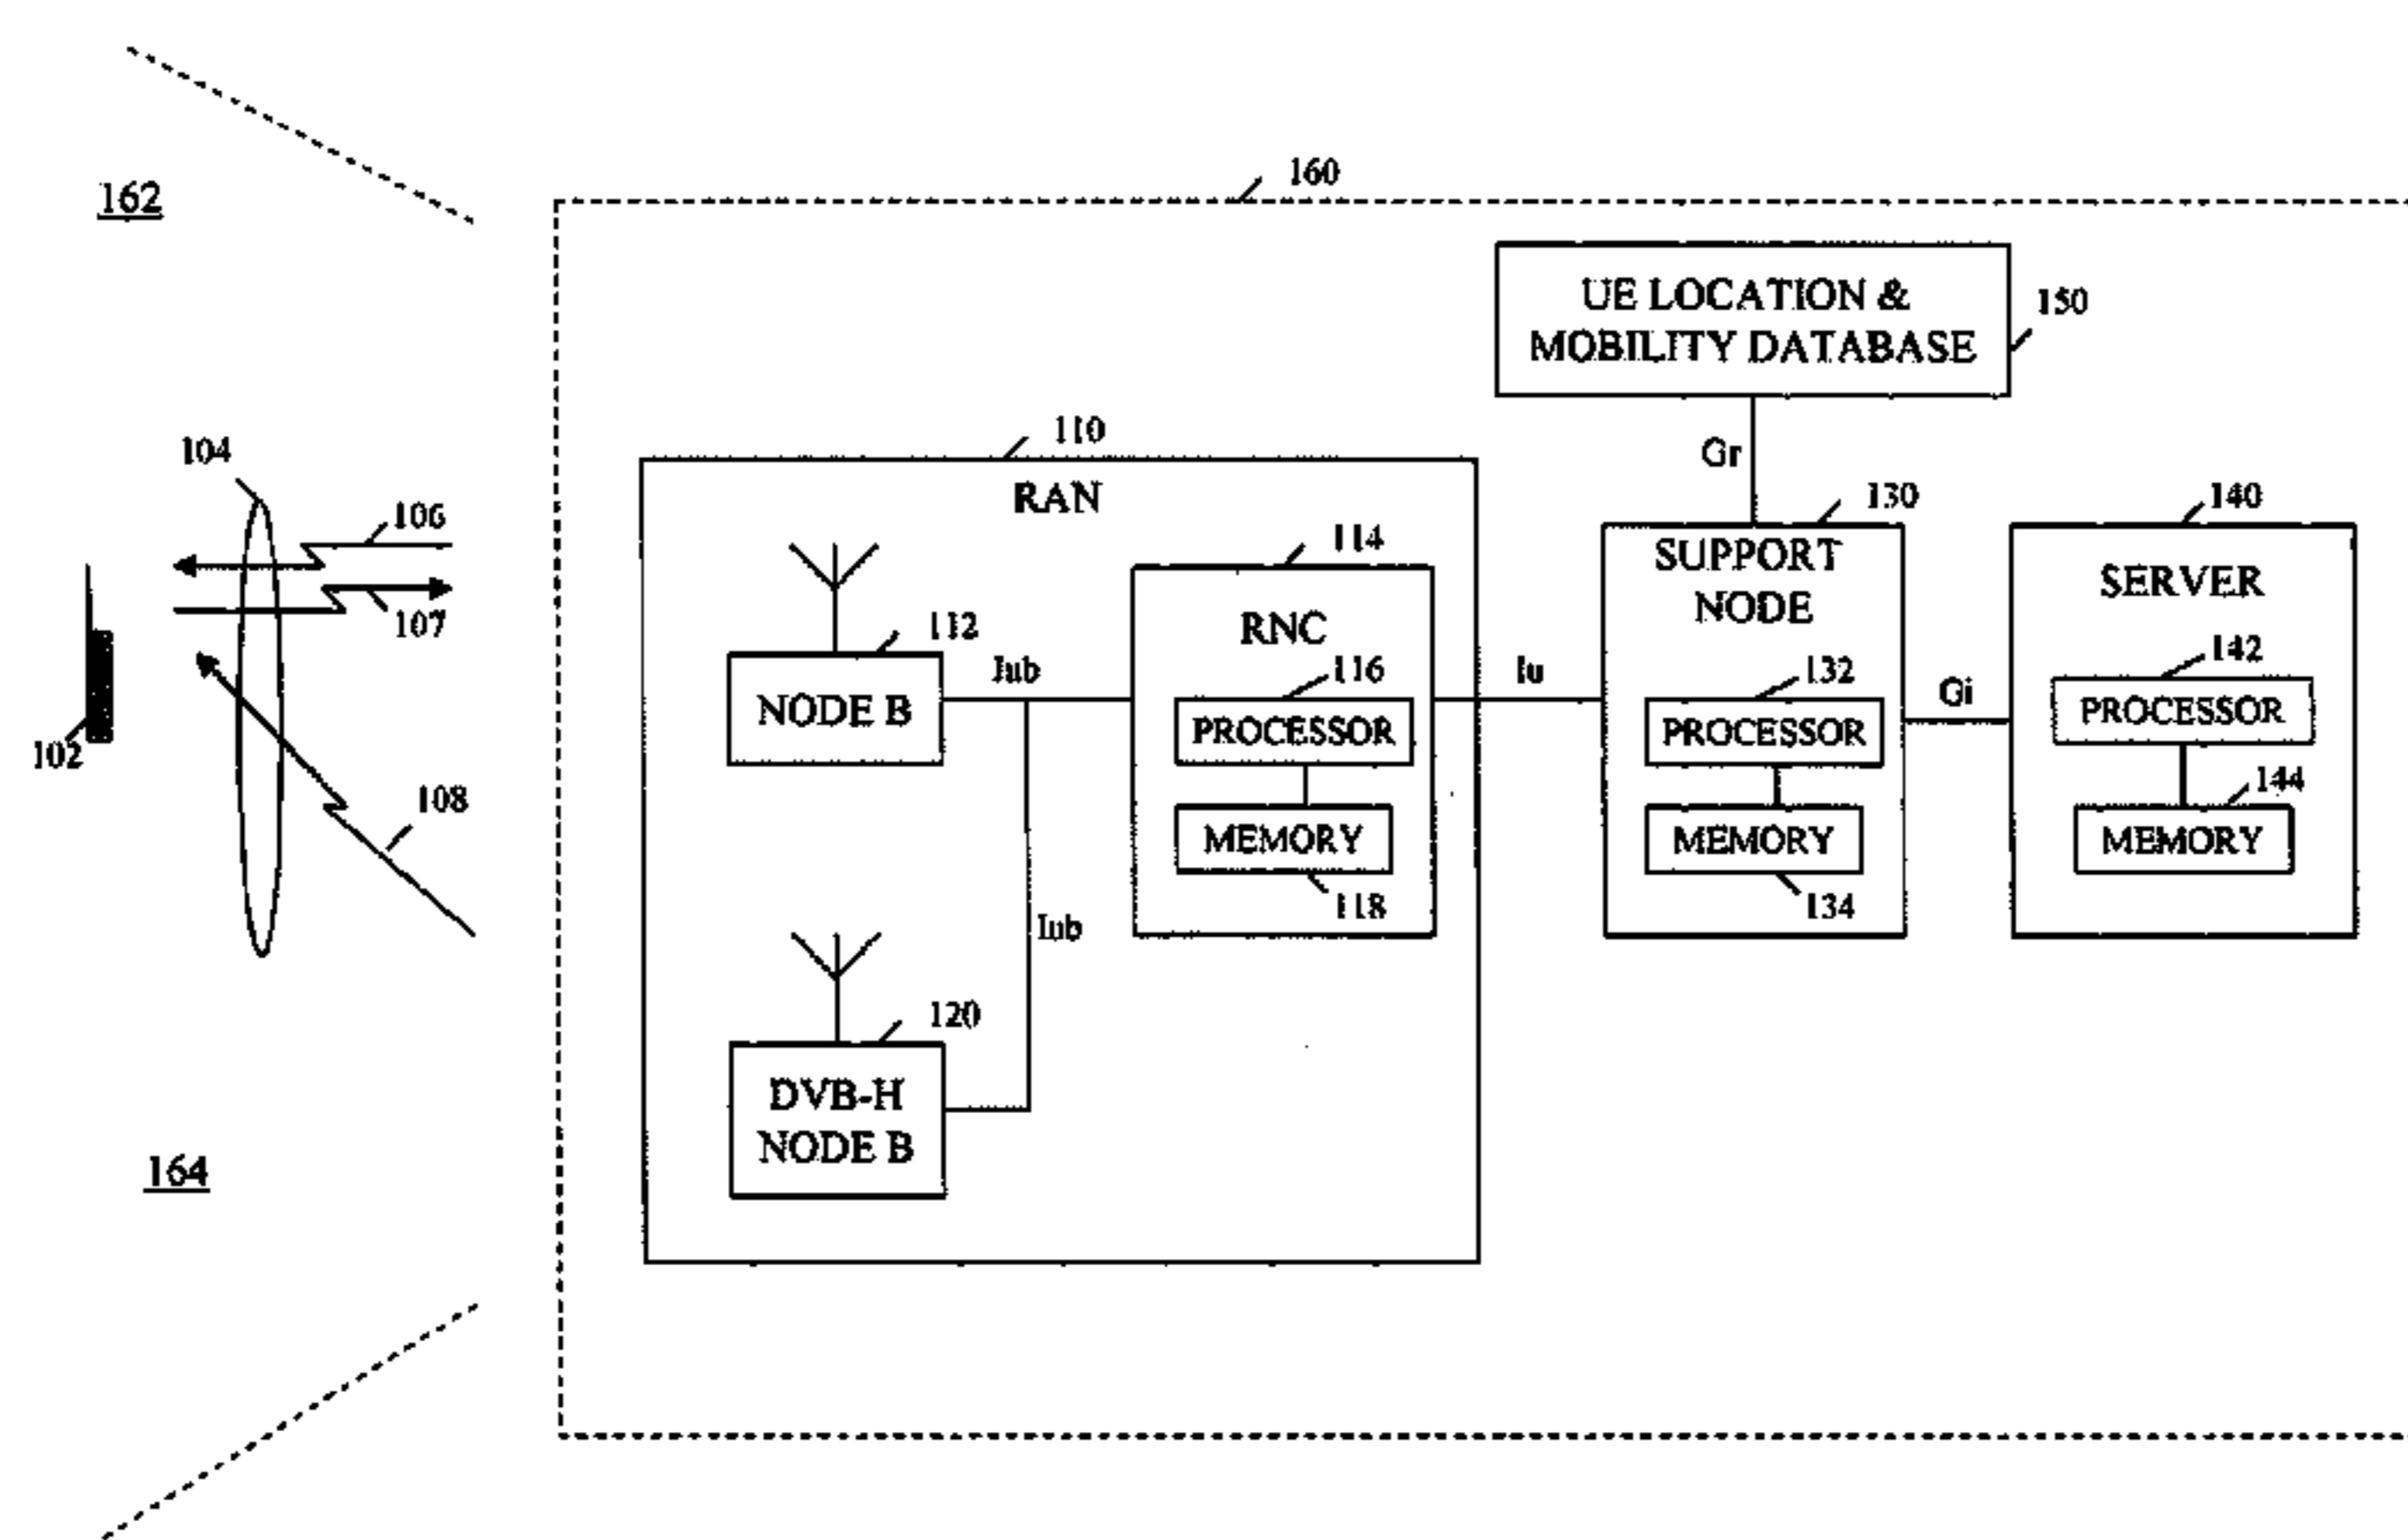 162
160
UE LOCATION &
MOBILITY DATABASE
150
104
106
107
102
108
164
110
RAN
Gr
130
140
114
SUPPORT
NODE
SERVER
112
RNC
142
Iub
116
Iu
132
Gi
NODE B
PROCESSOR
PROCESSOR
PROCESSOR
144
MEMORY
MEMORY
MEMORY
118
134
Iub
120
DVB-H
NODE B